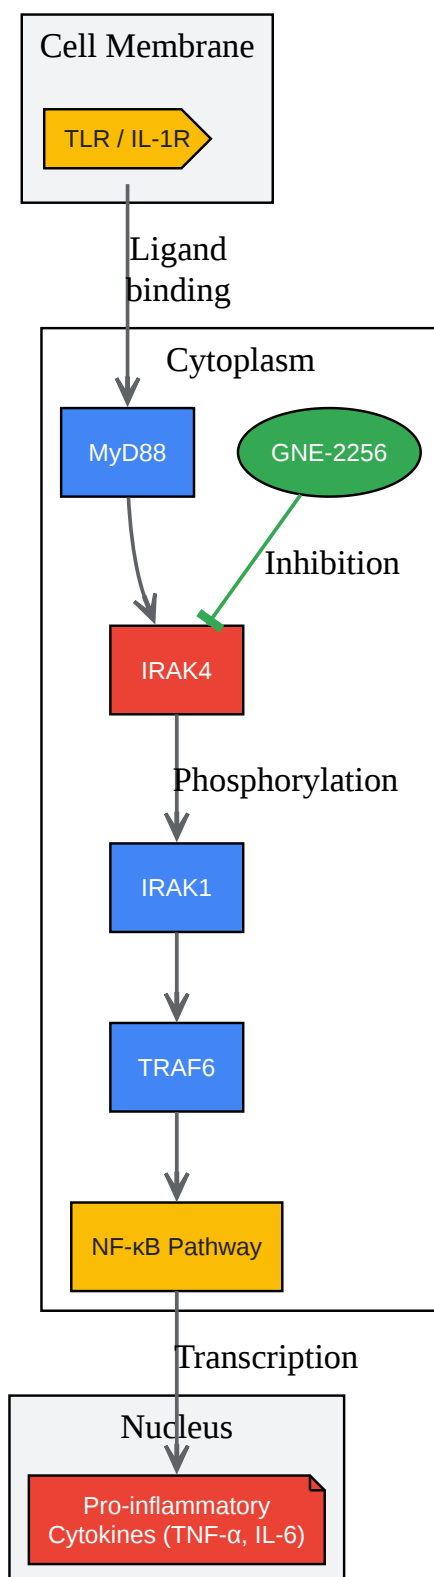 Cell Membrane
TLR / IL-1R
Ligand
binding
Cytoplasm
MyD88
GNE-2256
Inhibition
IRAK4
Phosphorylation
IRAK1
TRAF6
NF-κB Pathway
Transcription
Nucleus
Pro-inflammatory
Cytokines (TNF-α, IL-6)